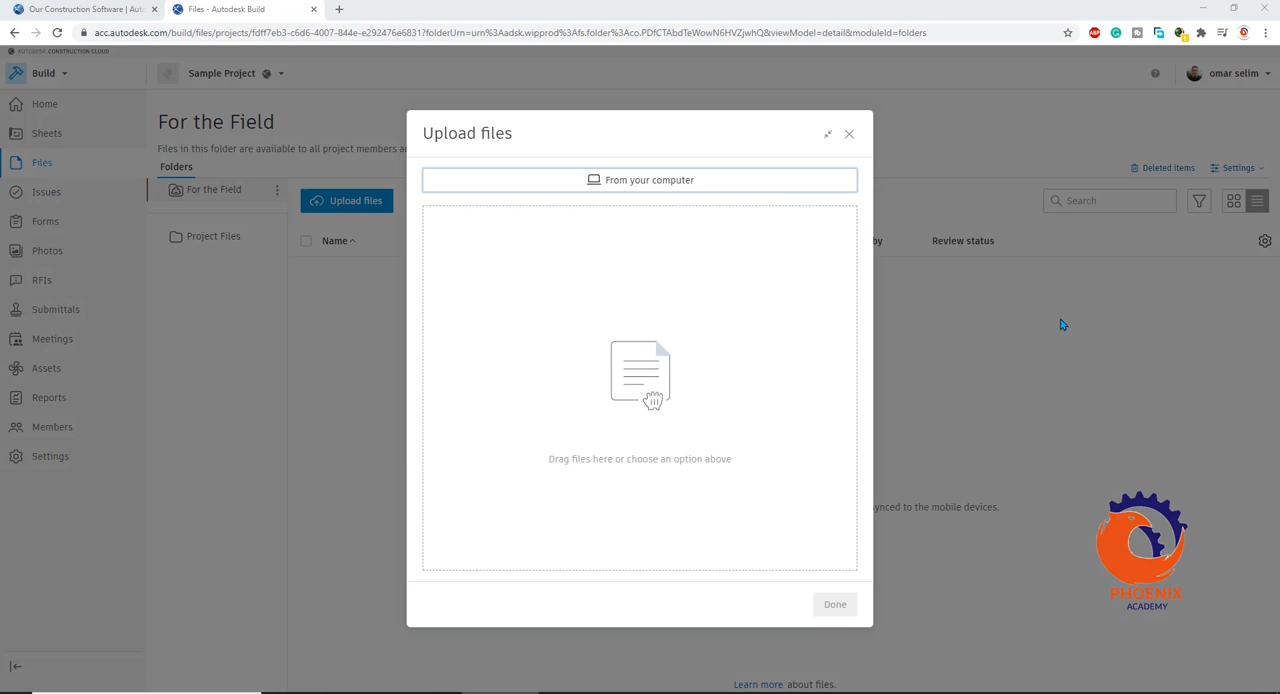 Our Construction Software | Aut
Files - Autodesk Build
acc.autodesk.com/build/files/projects/fdff7eb3-c6d6-4007-844e-e292476e6831?folderUrn=urn%3Aadsk.wipprod%3Afs.folder%3Aco.PDfCTAbdTeWowN6HVZjwhQ&viewModel=detail&moduleId=folders
ABP
AUTODESK CONSTRUCTION CLOUD
Build
Sample Project
omar selim
Home
Sheets
Files
Issues
Forms
Photos
RFIs
Submittals
Meetings
Assets
Reports
Members
Settings
For the Field
Files in this folder are available to all project members an
Folders
Deleted items
Settings
For the Field
Project Files
Upload files
Search
Name
by
Review status
Upload files
From your computer
Drag files here or choose an option above
Done
synced to the mobile devices.
PHOENIX
ACADEMY
Learn more about files.